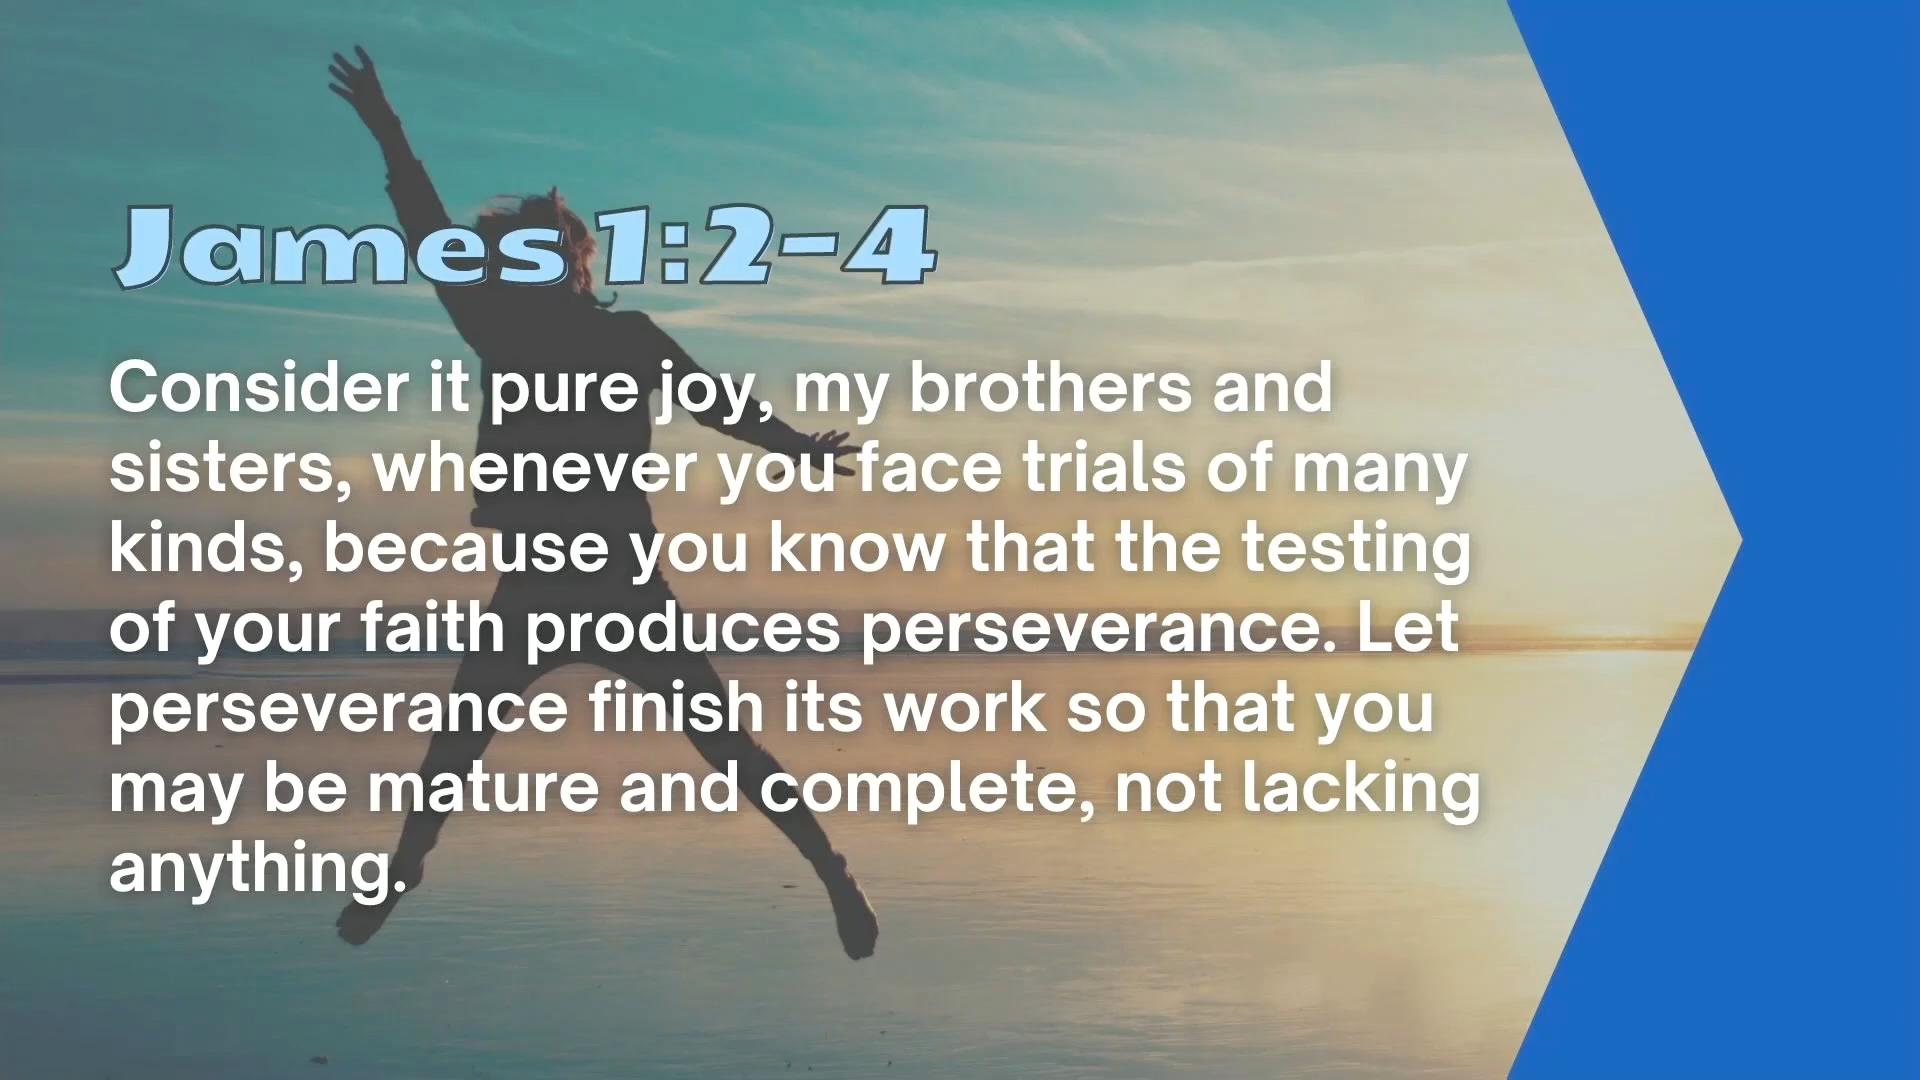 James 1:2-4
Consider it pure joy, my brothers and
sisters, whenever you face trials of many
kinds, because you know that the testing
of your faith produces perseverance. Let
perseverance finish its work so that you
may be mature and complete, not lacking
anything.